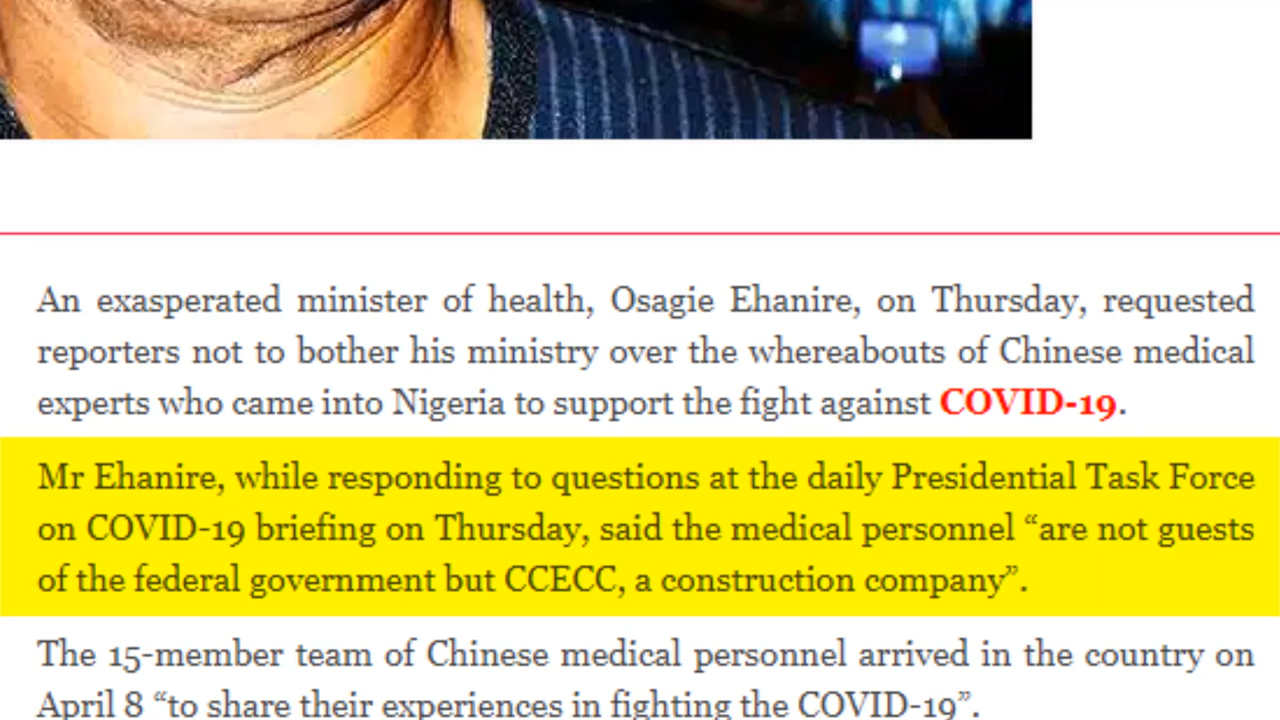 An exasperated minister of health, Osagie Ehanire, on Thursday, requested
reporters not to bother his ministry over the whereabouts of Chinese medical
experts who came into Nigeria to support the fight against COVID-19.
Mr Ehanire, while responding to questions at the daily Presidential Task Force
on COVID-19 briefing on Thursday, said the medical personnel “are not guests
of the federal government but CCECC, a construction company”.
The 15-member team of Chinese medical personnel arrived in the country on
April 8 “to share their experiences in fighting the COVID-19”.